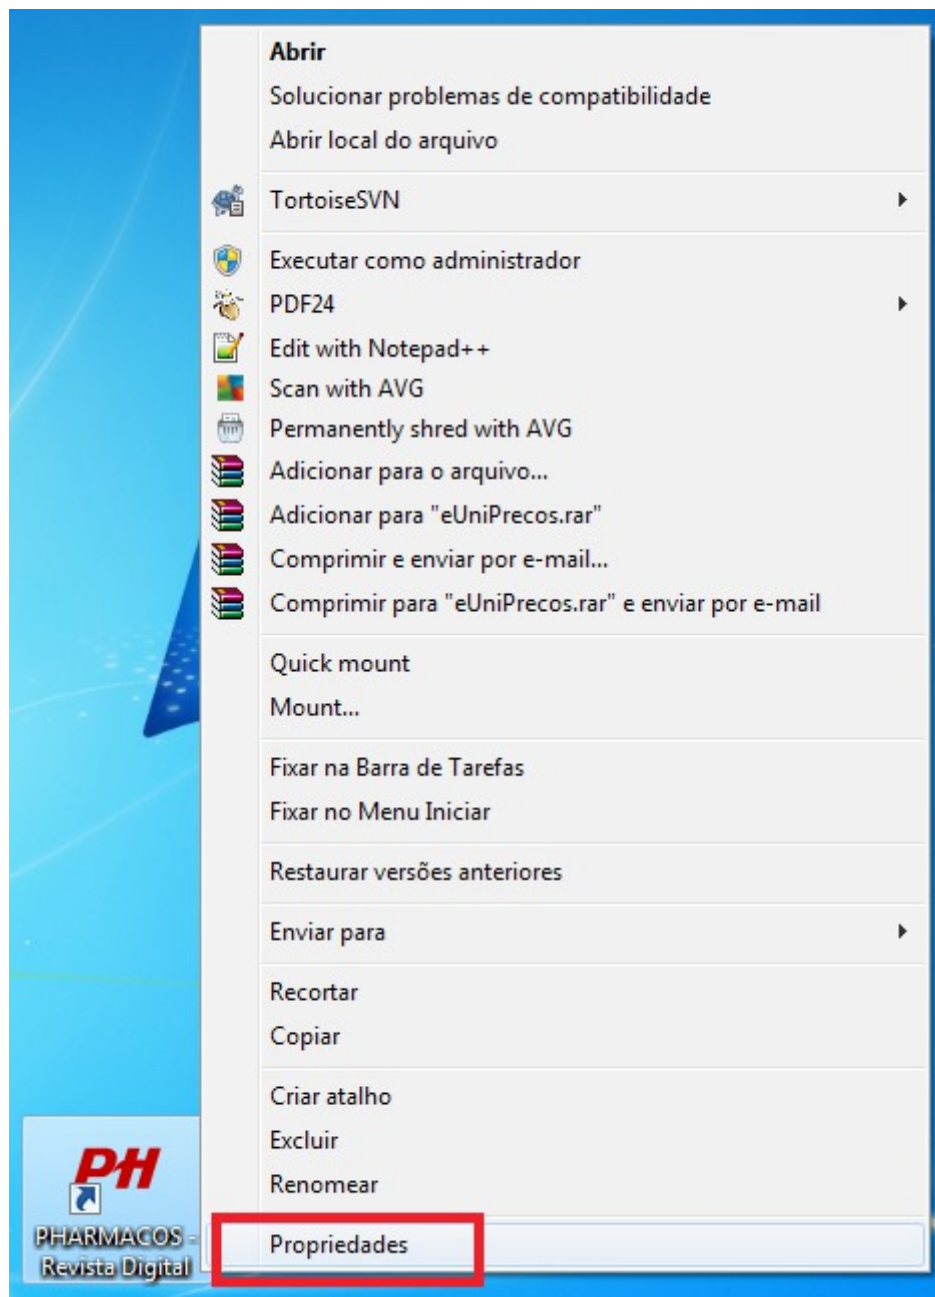 Abrir
Solucionar problemas de compatibilidade
Abrir local do arquivo
TortoiseSVN
Executar como administrador
PDF24
Edit with Notepad++
Scan with AVG
Permanently shred with AVG
Adicionar para o arquivo...
Adicionar para "eUniPrecos.rar"
Comprimir e enviar por e-mail...
Comprimir para "eUniPrecos.rar" e enviar por e-mail
Quick mount
Mount...
Fixar na Barra de Tarefas
Fixar no Menu Iniciar
Restaurar versões anteriores
Enviar para
Recortar
Copiar
Criar atalho
Excluir
Renomear
Propriedades
PH
PHARMACOS -
Revista Digital